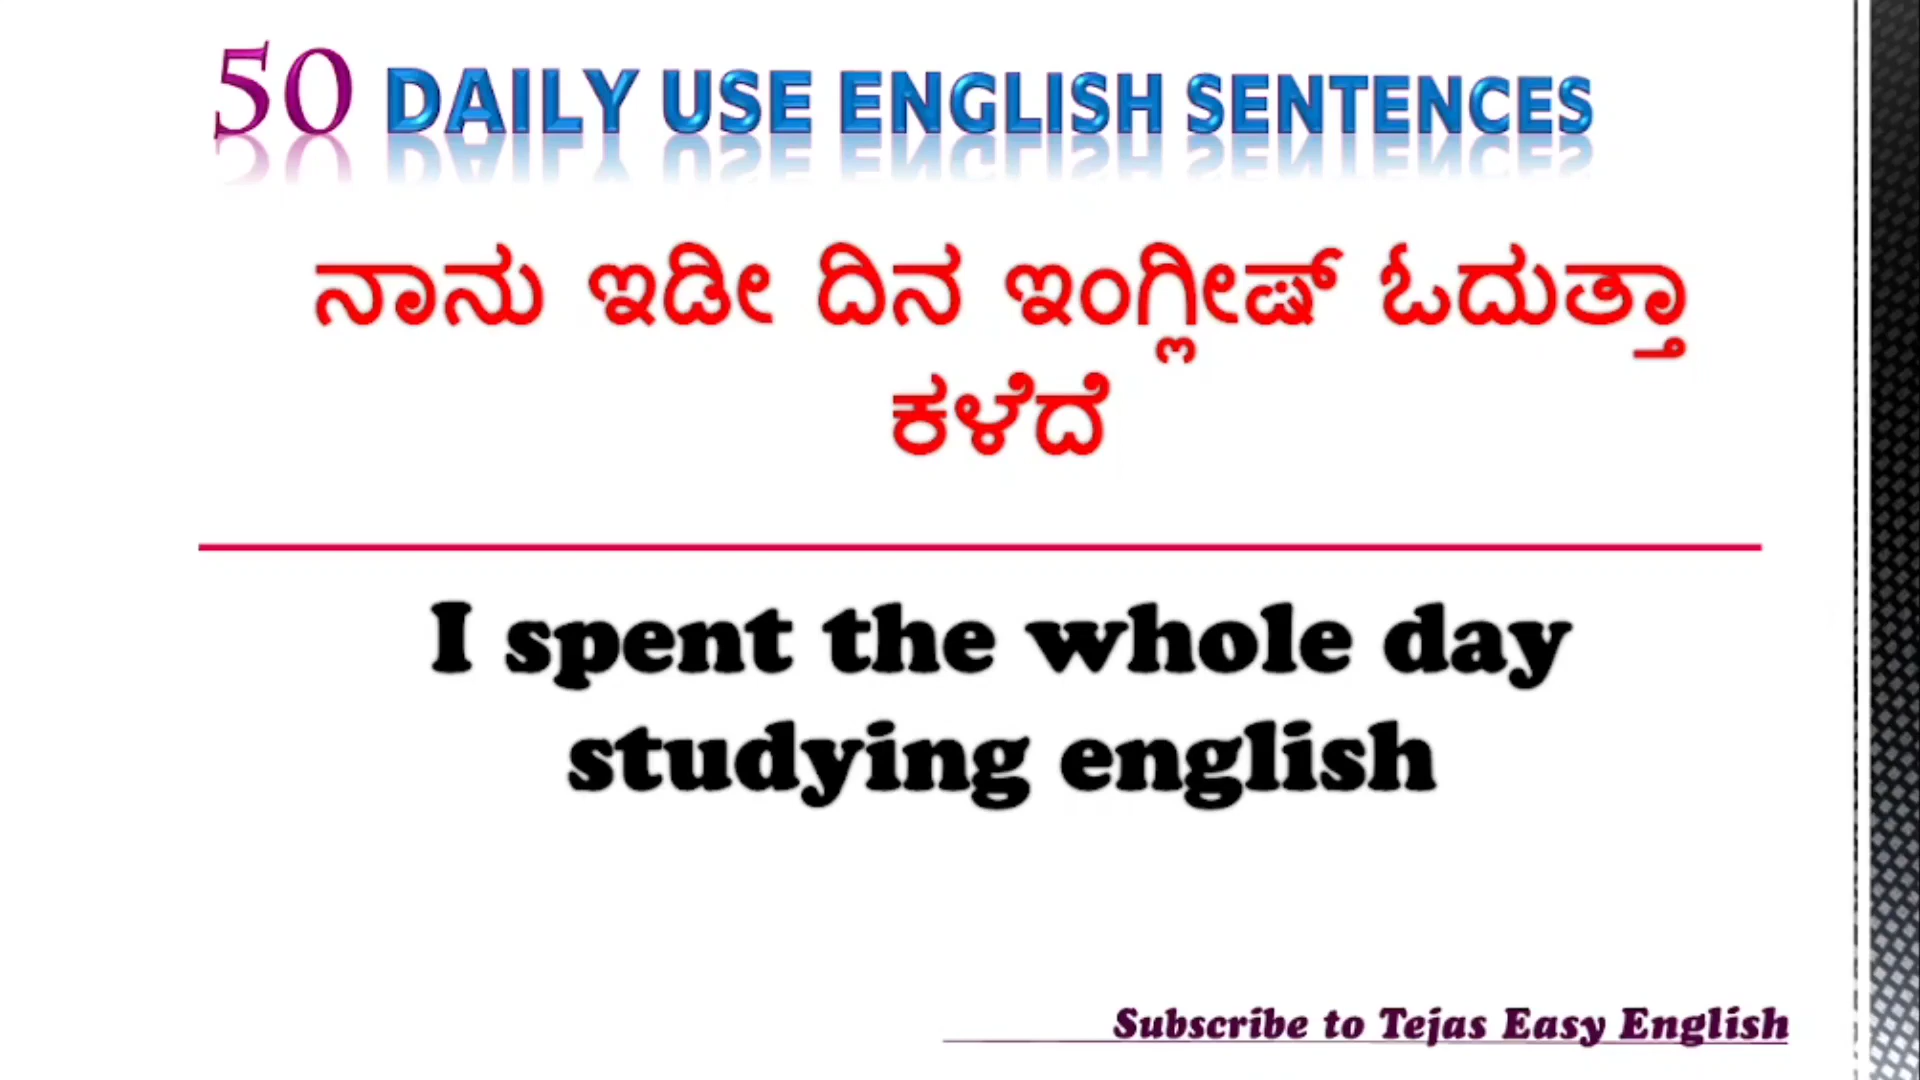 50 DAILY USE ENGLISH SENTENCES
ನಾನು ಇಡೀ ದಿನ ಇಂಗ್ಲೀಷ್ ಓದುತ್ತಾ
ಕಳೆದೆ
I spent the whole day
studying english
Subscribe to Tejas Easy English